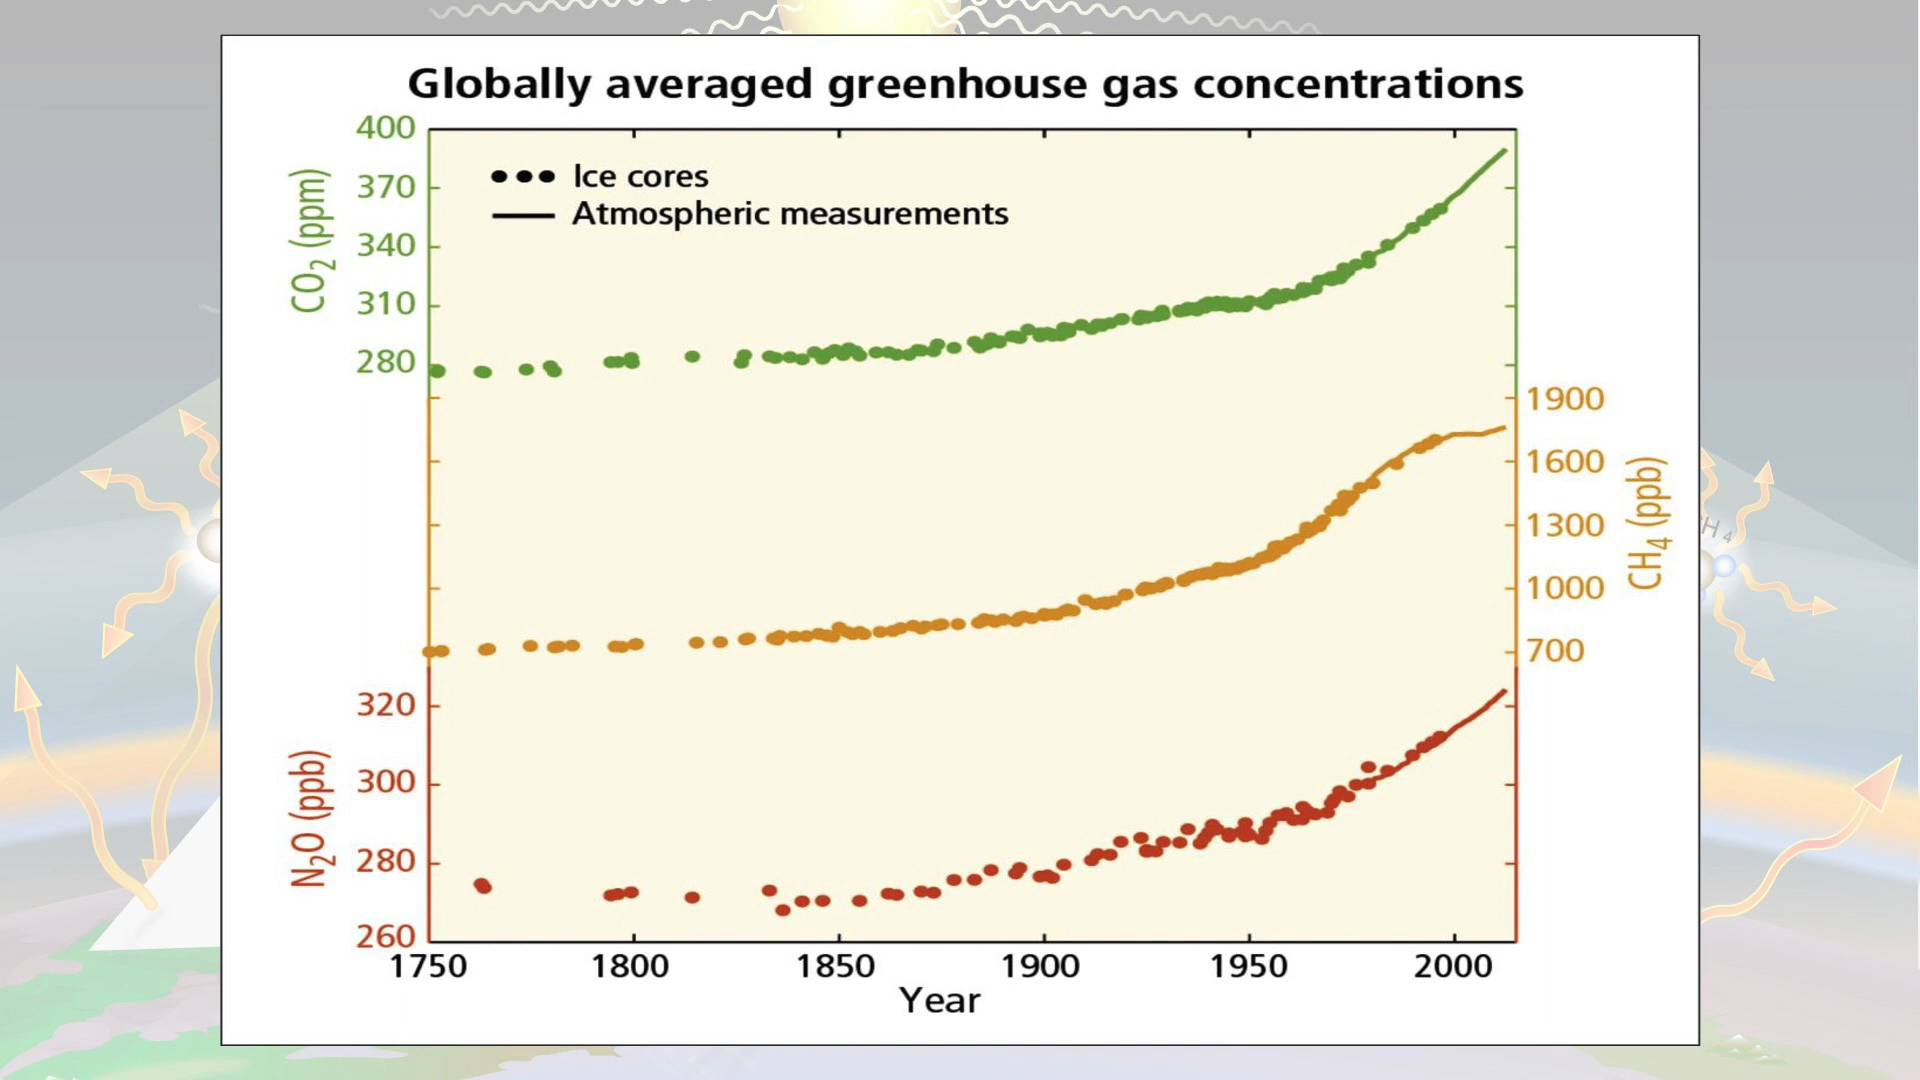 Globally averaged greenhouse gas concentrations
400
370
340
310
280
CO₂ (ppm)
Ice cores
Atmospheric measurements
1900
1600
1300
1000
700
CH₄ (ppb)
320
300
280
260
N₂O (ppb)
1750 1800 1850 1900 1950 2000
Year
H 4